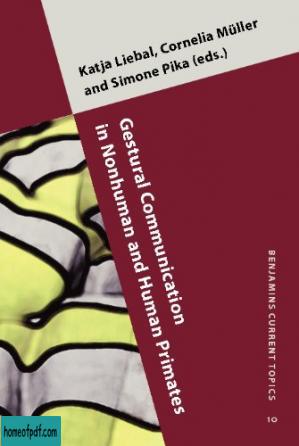 Katja Liebal, Cornelia Müller
and Simone Pika (eds.)
Gestural Communication
in Nonhuman and Human Primates
BENJAMINS CURRENT TOPICS
10
homeofpdf.com